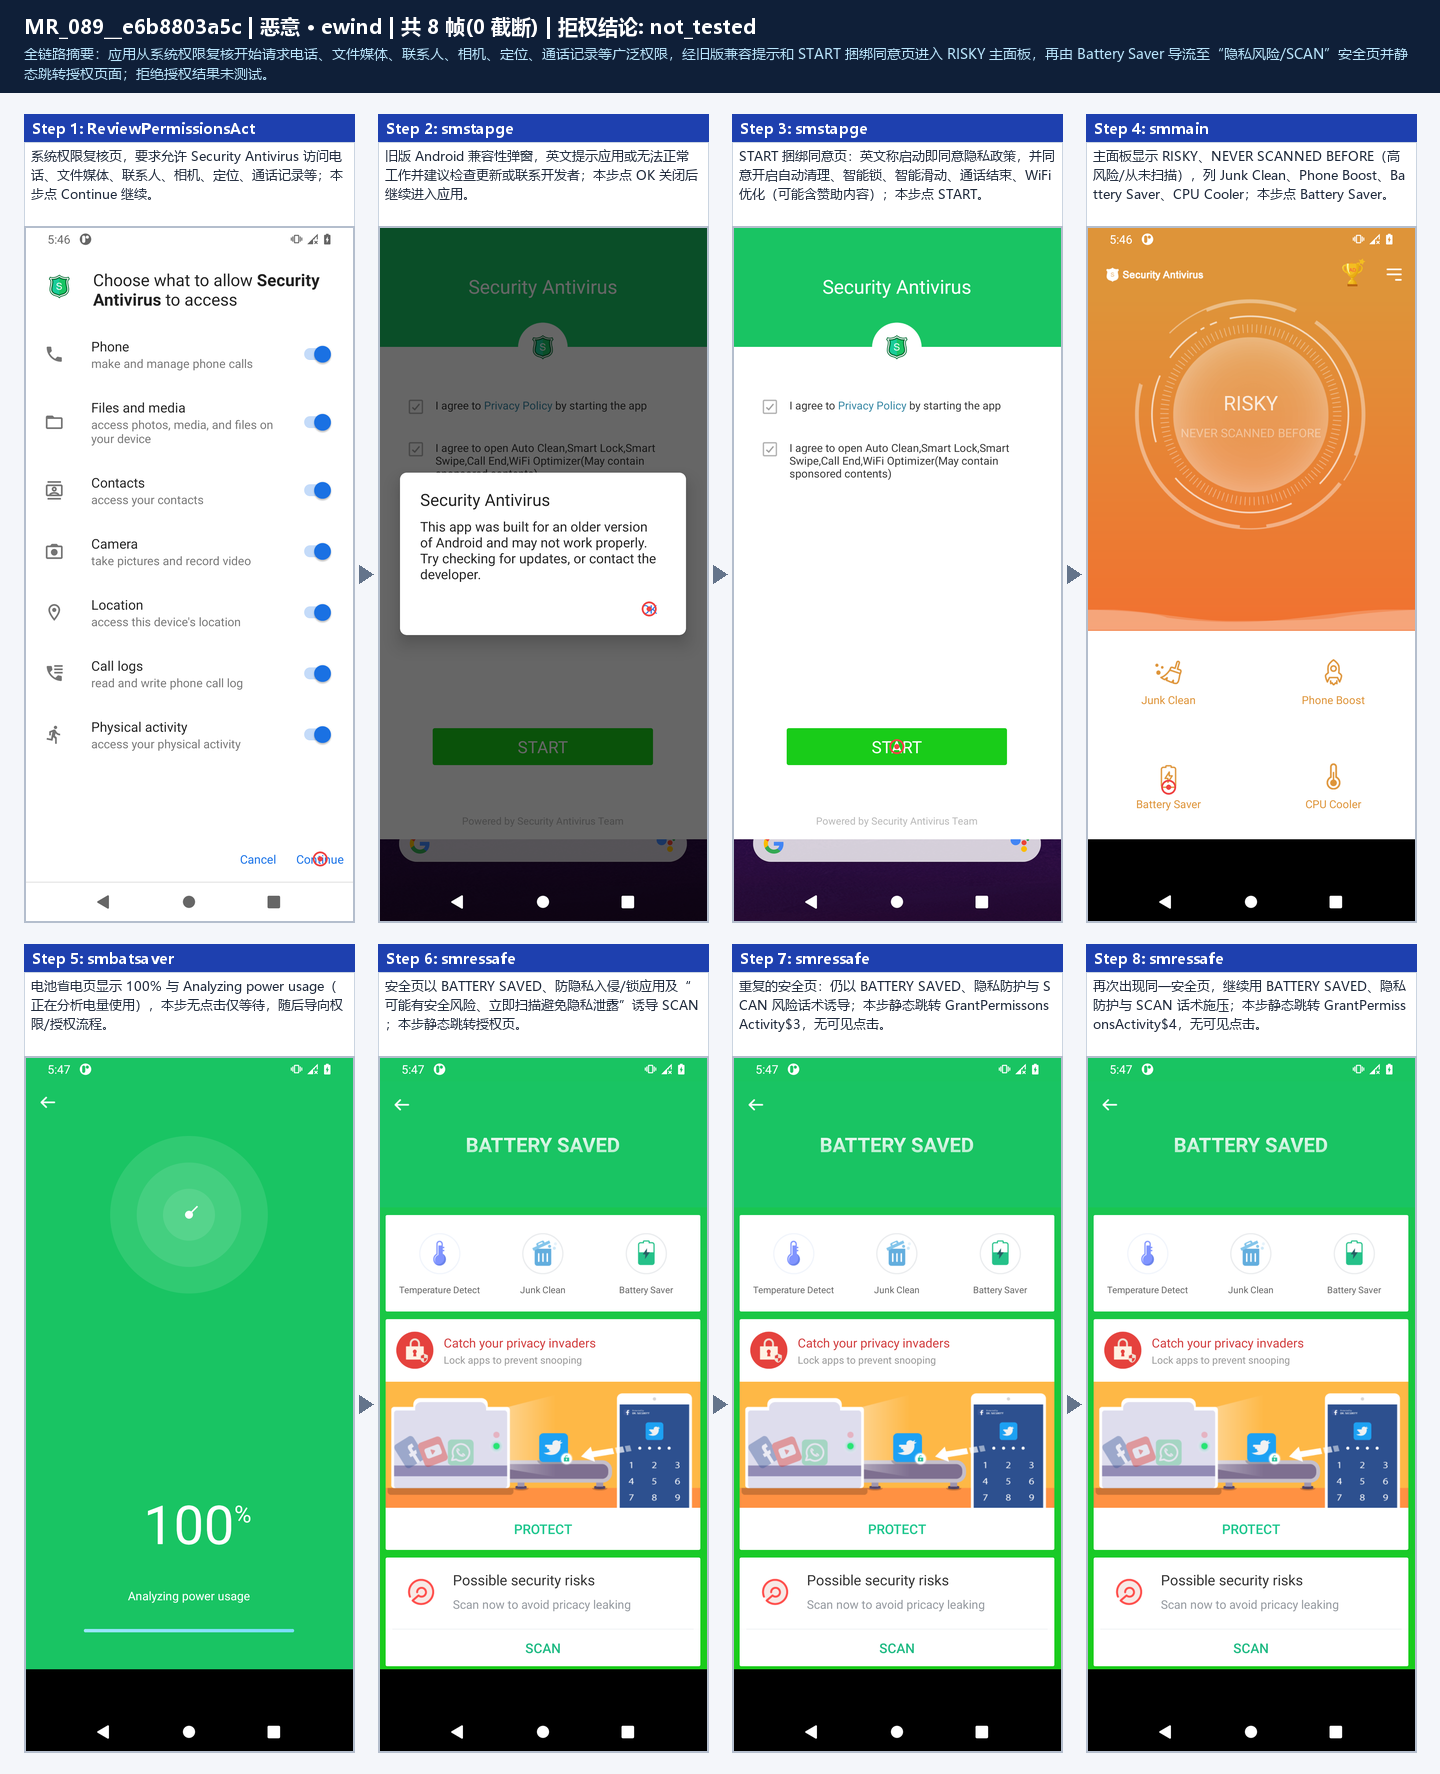 MR_089__e6b8803a5c | 恶意 • ewind | 共 8 帧(0 截断) | 拒权结论: not_tested
全链路摘要：应用从系统权限复核开始请求电话、文件媒体、联系人、相机、定位、通话记录等广泛权限，经旧版兼容提示和 START 捆绑同意页进入 RISKY 主面板，再由 Battery Saver 导流至“隐私风险/SCAN”安全页并静
态跳转授权页面；拒绝授权结果未测试。
Step 1: ReviewPermissionsAct
系统权限复核页，要求允许 Security Antivirus 访问电
话、文件媒体、联系人、相机、定位、通话记录等；本
步点 Continue 继续。
5:46
Choose what to allow Security
Antivirus to access
Phone
make and manage phone calls
Files and media
access photos, media, and files on
your device
Contacts
access your contacts
Camera
take pictures and record video
Location
access this device's location
Call logs
read and write phone call log
Physical activity
access your physical activity
Cancel
Continue
Step 2: smstapge
旧版 Android 兼容性弹窗，英文提示应用或无法正常
工作并建议检查更新或联系开发者；本步点 OK 关闭后
继续进入应用。
Security Antivirus
I agree to Privacy Policy by starting the app
I agree to open Auto Clean,Smart Lock,Smart
Swipe,Call End,WiFi Optimizer(May contain
sponsored contents)
Security Antivirus
This app was built for an older version
of Android and may not work properly.
Try checking for updates, or contact the
developer.
START
Powered by Security Antivirus Team
Step 3: smstapge
START 捆绑同意页：英文称启动即同意隐私政策，并同
意开启自动清理、智能锁、智能滑动、通话结束、WiFi
优化（可能含赞助内容）；本步点 START。
Security Antivirus
I agree to Privacy Policy by starting the app
I agree to open Auto Clean,Smart Lock,Smart
Swipe,Call End,WiFi Optimizer(May contain
sponsored contents)
START
Powered by Security Antivirus Team
Step 4: smmain
主面板显示 RISKY、NEVER SCANNED BEFORE（高
风险/从未扫描），列 Junk Clean、Phone Boost、Ba
ttery Saver、CPU Cooler；本步点 Battery Saver。
5:46
Security Antivirus
RISKY
NEVER SCANNED BEFORE
Junk Clean
Phone Boost
Battery Saver
CPU Cooler
Step 5: smbatsaver
电池省电页显示 100% 与 Analyzing power usage（
正在分析电量使用），本步无点击仅等待，随后导向权
限/授权流程。
5:47
100%
Analyzing power usage
Step 6: smressafe
安全页以 BATTERY SAVED、防隐私入侵/锁应用及“
可能有安全风险、立即扫描避免隐私泄露”诱导 SCAN
；本步静态跳转授权页。
5:47
BATTERY SAVED
Temperature Detect
Junk Clean
Battery Saver
Catch your privacy invaders
Lock apps to prevent snooping
1 2 3
4 5 6
7 8 9
PROTECT
Possible security risks
Scan now to avoid pricacy leaking
SCAN
Step 7: smressafe
重复的安全页：仍以 BATTERY SAVED、隐私防护与 S
CAN 风险话术诱导；本步静态跳转 GrantPermissons
Activity$3，无可见点击。
5:47
BATTERY SAVED
Temperature Detect
Junk Clean
Battery Saver
Catch your privacy invaders
Lock apps to prevent snooping
1 2 3
4 5 6
7 8 9
PROTECT
Possible security risks
Scan now to avoid pricacy leaking
SCAN
Step 8: smressafe
再次出现同一安全页，继续用 BATTERY SAVED、隐私
防护与 SCAN 话术施压；本步静态跳转 GrantPermiss
onsActivity$4，无可见点击。
5:47
BATTERY SAVED
Temperature Detect
Junk Clean
Battery Saver
Catch your privacy invaders
Lock apps to prevent snooping
1 2 3
4 5 6
7 8 9
PROTECT
Possible security risks
Scan now to avoid pricacy leaking
SCAN